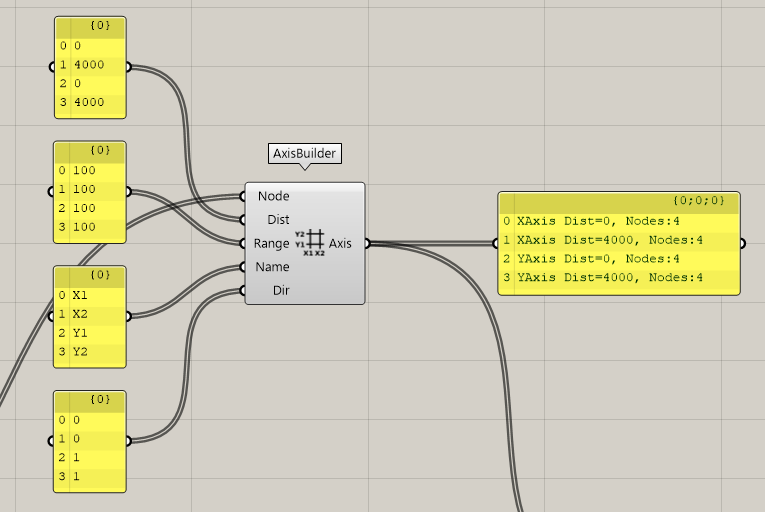 {0}
0 0
1 4000
2 0
3 4000
{0}
0 100
1 100
2 100
3 100
{0}
0 X1
1 X2
2 Y1
3 Y2
{0}
0 0
1 0
2 1
3 1
AxisBuilder
Node
Dist
Range
Name
Dir
Y2
Y1
X1 X2
Axis
{0;0;0}
0 XAxis Dist=0, Nodes:4
1 XAxis Dist=4000, Nodes:4
2 YAxis Dist=0, Nodes:4
3 YAxis Dist=4000, Nodes:4